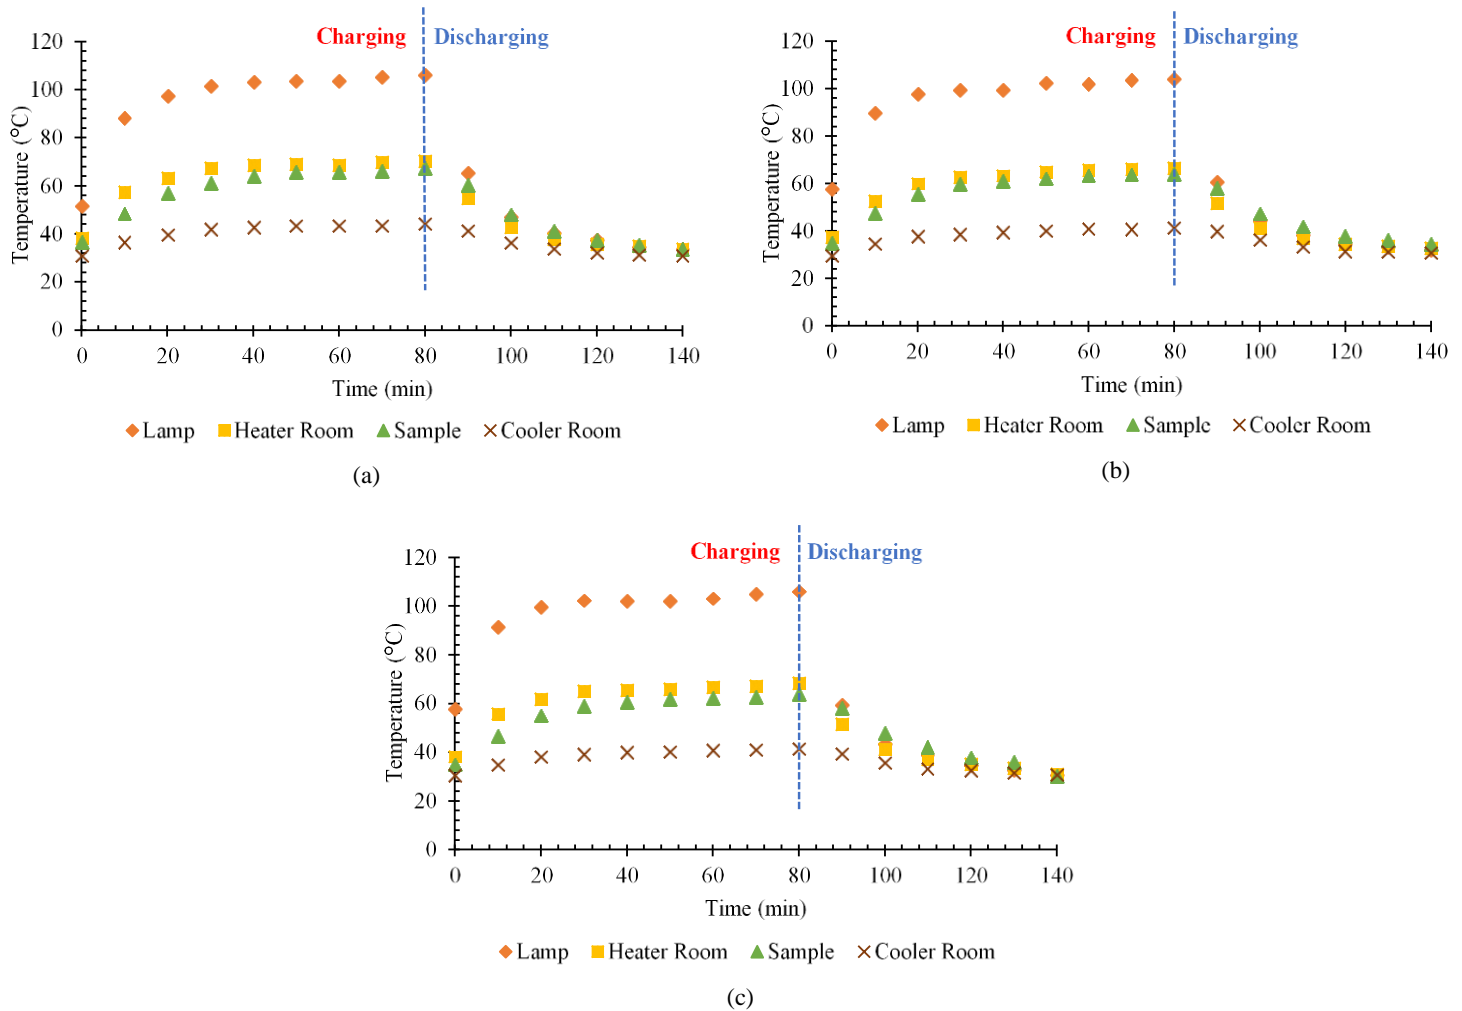 Charging Discharging
120
100
80
60
40
20
0
Temperature (°C)
0 20 40 60 80 100 120 140
Time (min)
Lamp Heater Room Sample Cooler Room
(a)
Charging Discharging
120
100
80
60
40
20
0
Temperature (°C)
0 20 40 60 80 100 120 140
Time (min)
Lamp Heater Room Sample Cooler Room
(b)
Charging Discharging
120
100
80
60
40
20
0
Temperature (°C)
0 20 40 60 80 100 120 140
Time (min)
Lamp Heater Room Sample Cooler Room
(c)